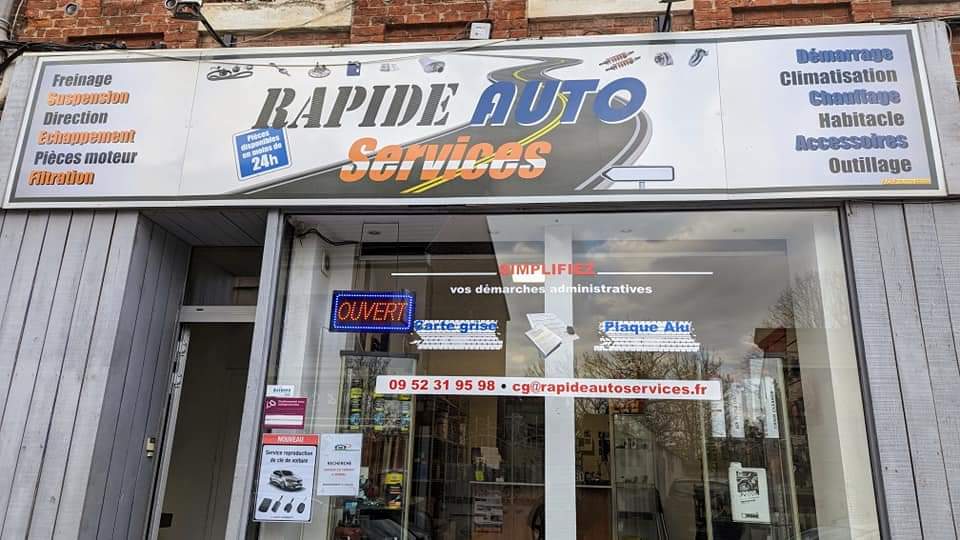 Freinage
Suspension
Direction
Echappement
Pièces moteur
Filtration
RAPIDE AUTO
Services
Pièces
disponibles
en moins de
24h
Démarrage
Climatisation
Chauffage
Habitacle
Accessoires
Outillage
SIMPLIFIEZ
vos démarches administratives
OUVERT
Carte grise
Plaque Alu
09 52 31 95 98 • cg@rapideautoservices.fr
NOUVEAU
Service reproduction
de clé de voiture
RECHERCHE